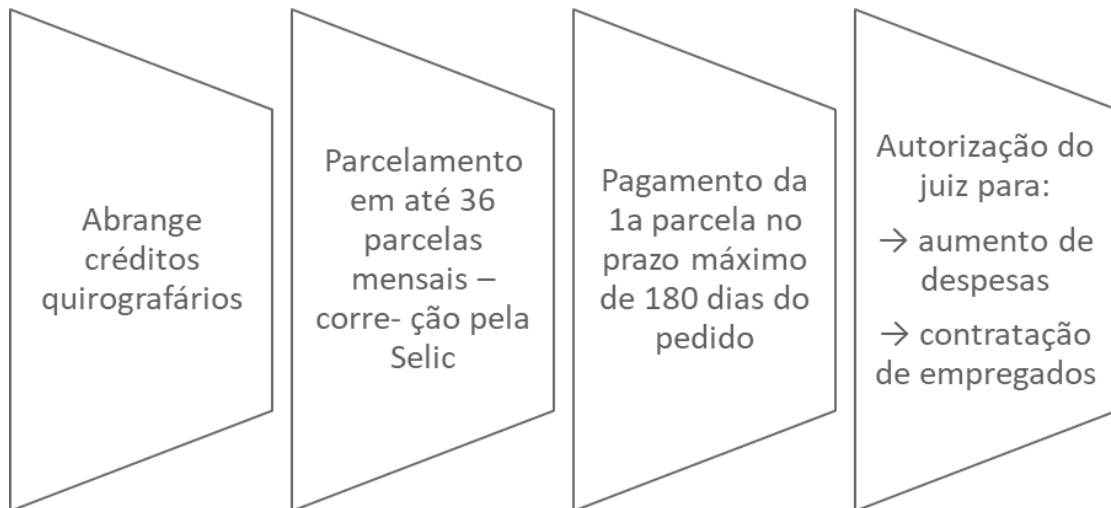 Abrange
créditos
quirografários
Parcelamento
em até 36
parcelas
mensais –
corre- ção pela
Selic
Pagamento da
1a parcela no
prazo máximo
de 180 dias do
pedido
Autorização do
juiz para:
→ aumento de
despesas
→ contratação
de empregados